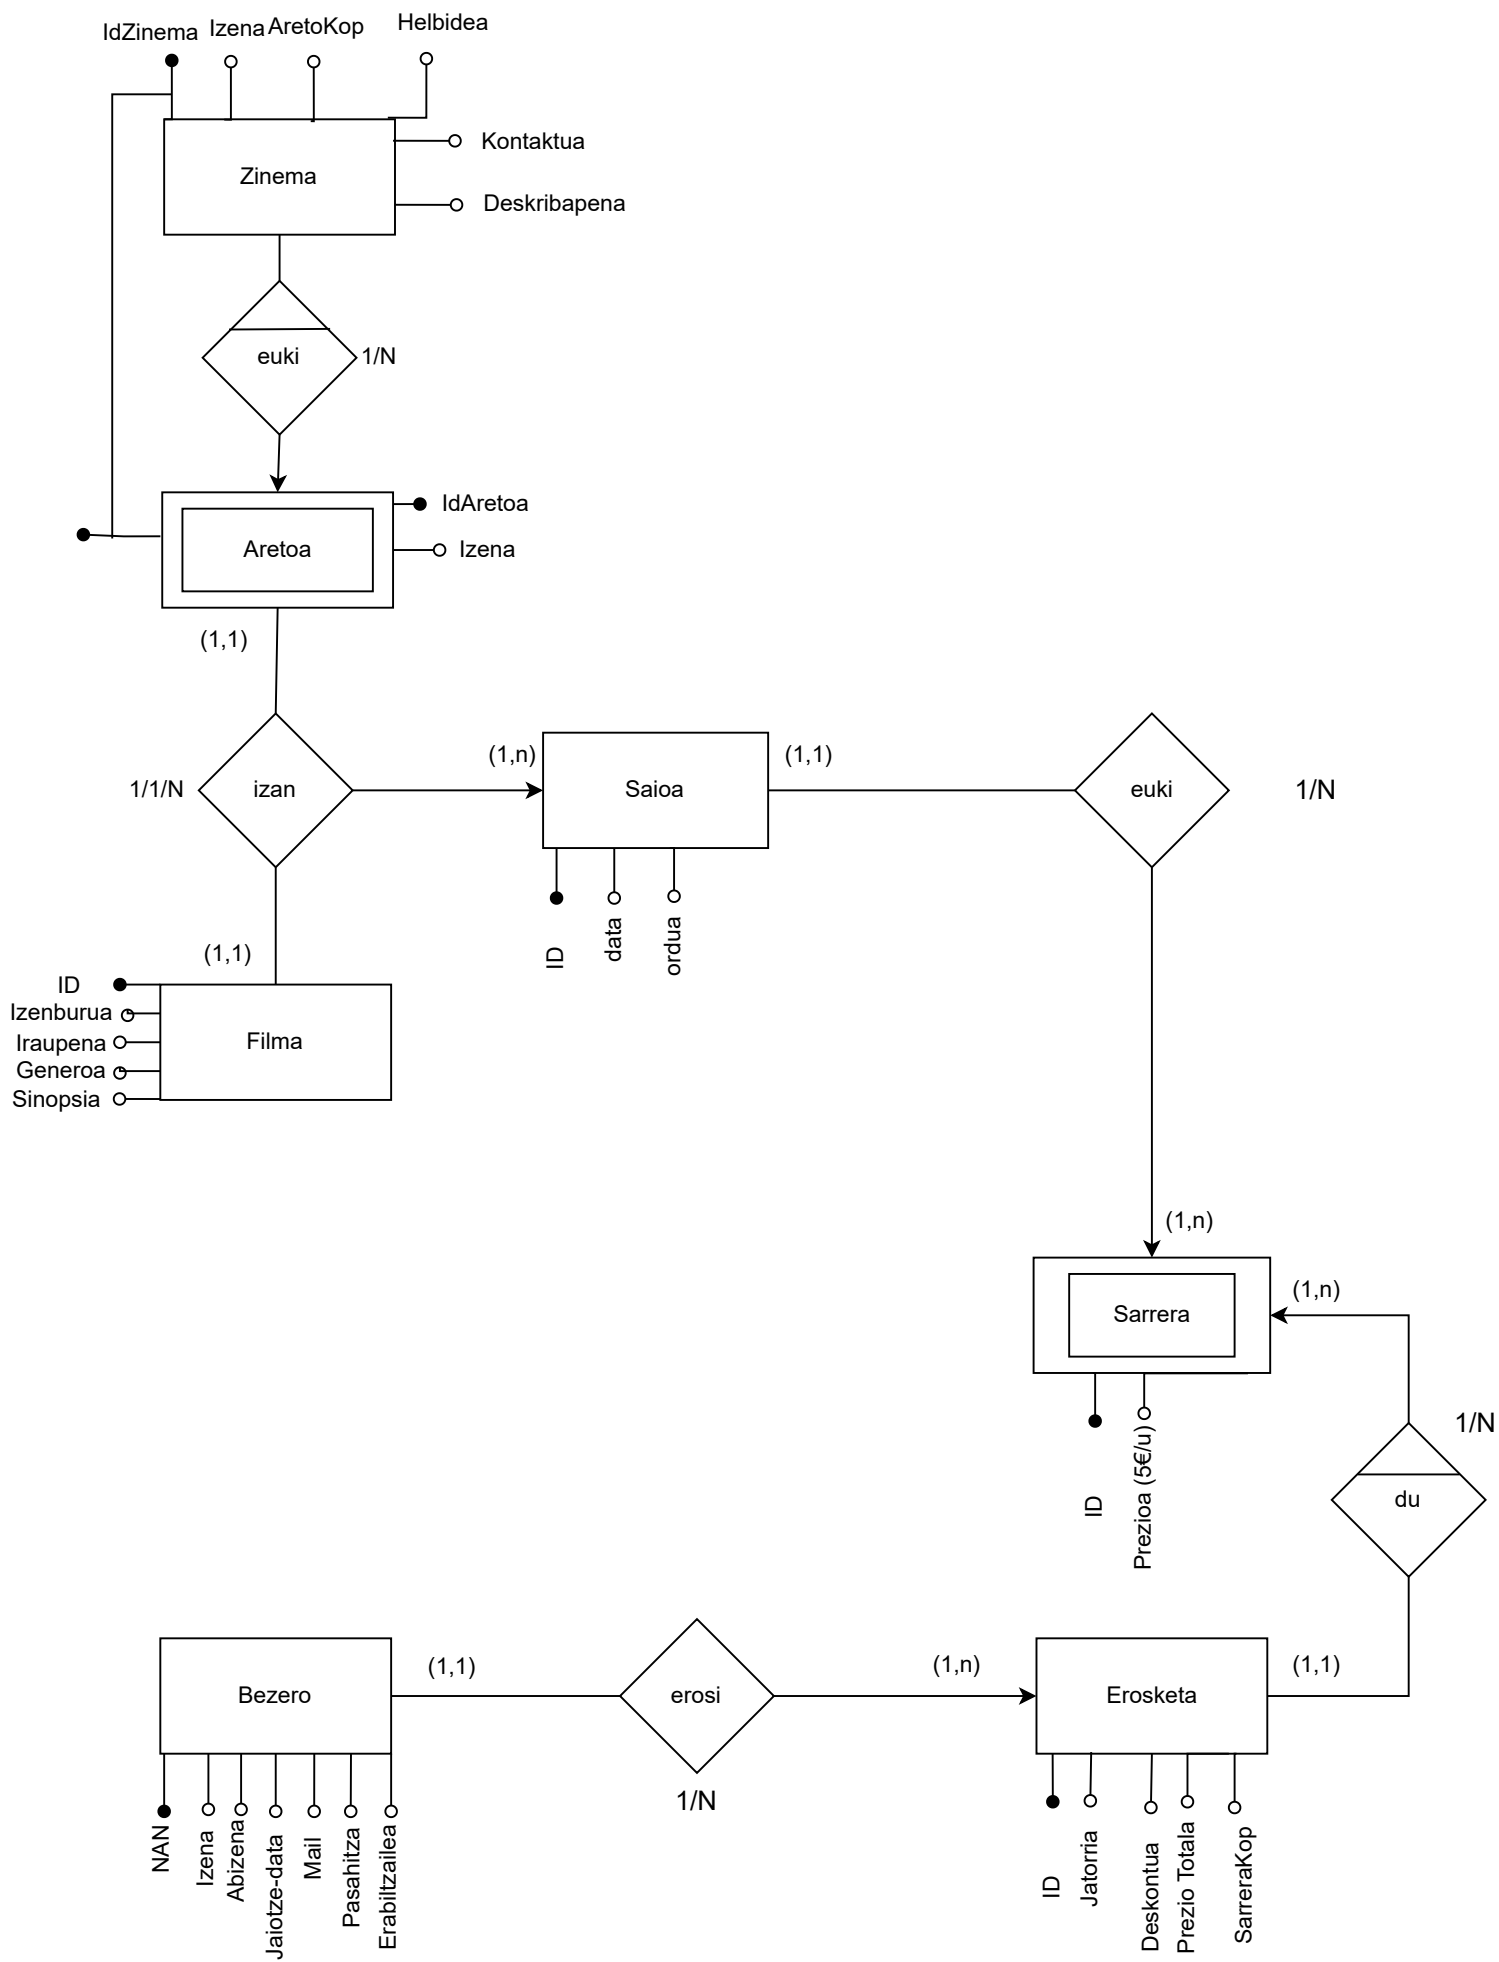 IdZinema
Izena
AretoKop
Helbidea
Kontaktua
Zinema
Deskribapena
euki
1/N
IdAretoa
Aretoa
Izena
(1,1)
(1,n)
(1,1)
1/1/N
izan
Saioa
euki
1/N
ID
data
ordua
(1,1)
ID
Izenburua
Iraupena
Generoa
Sinopsia
Filma
(1,n)
(1,n)
Sarrera
1/N
ID
Prezioa (5€/u)
du
(1,1)
(1,n)
(1,1)
Bezero
erosi
Erosketa
1/N
NAN
Izena
Abizena
Jaiotze-data
Mail
Pasahitza
Erabiltzailea
ID
Jatorria
Deskontua
Prezio Totala
SarreraKop